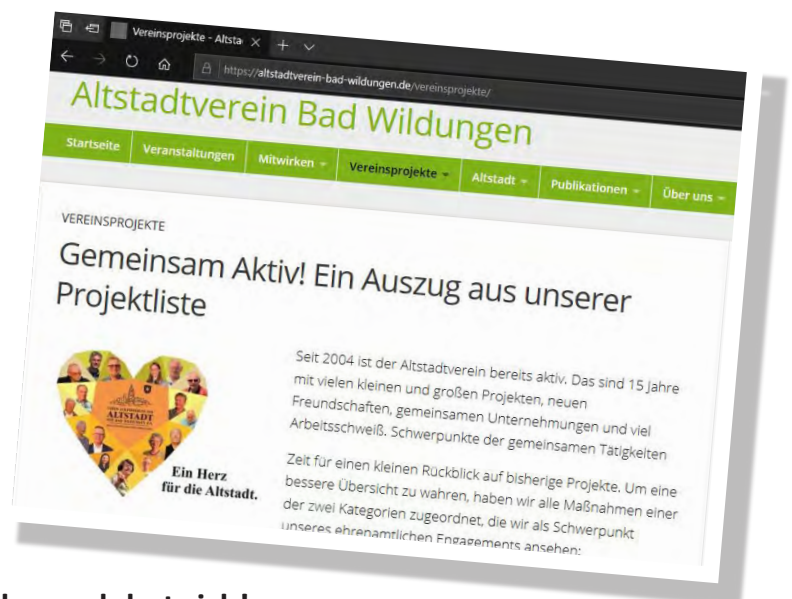 Vereinsprojekte - Altsta
https://altstadtverein-bad-wildungen.de/vereinsprojekte/
Altstadtverein Bad Wildungen
Startseite Veranstaltungen Mitwirken Vereinsprojekte Altstadt Publikationen Über uns
VEREINSPROJEKTE
Gemeinsam Aktiv! Ein Auszug aus unserer
Projektliste
ALTSTADT
Ein Herz
für die Altstadt.
Seit 2004 ist der Altstadtverein bereits aktiv. Das sind 15 Jahre
mit vielen kleinen und großen Projekten, neuen
Freundschaften, gemeinsamen Unternehmungen und viel
Arbeitsschweiß. Schwerpunkte der gemeinsamen Tätigkeiten
Zeit für einen kleinen Rückblick auf bisherige Projekte. Um eine
bessere Übersicht zu wahren, haben wir alle Maßnahmen einer
der zwei Kategorien zugeordnet, die wir als Schwerpunkt
unseres ehrenamtlichen Engagements ansehen: